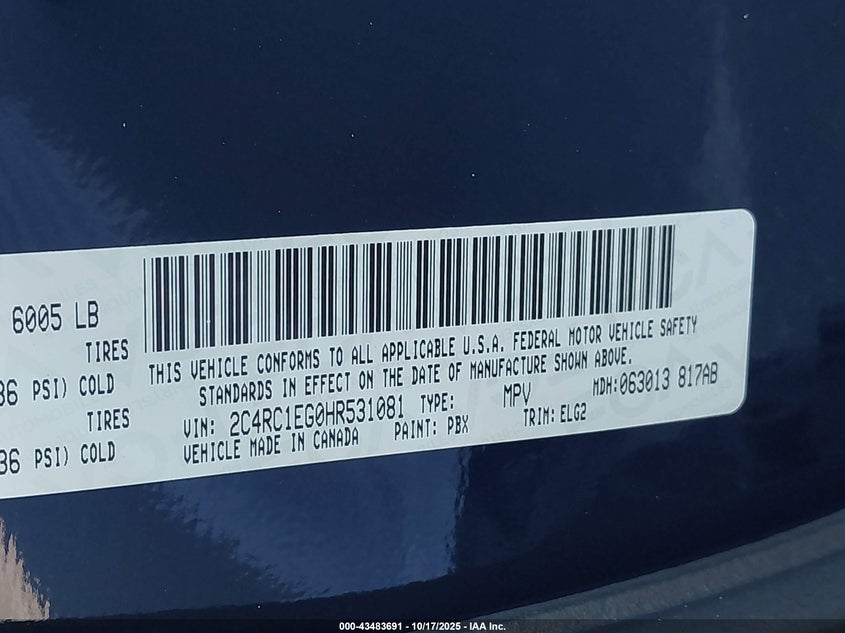 6005 LB
TIRES
36 PSI) COLD
TIRES
36 PSI) COLD
THIS VEHICLE CONFORMS TO ALL APPLICABLE U.S.A. FEDERAL MOTOR VEHICLE SAFETY
STANDARDS IN EFFECT ON THE DATE OF MANUFACTURE SHOWN ABOVE.
VIN: 2C4RC1EG0HR531081 TYPE: MPV MDH:063013 817AB
VEHICLE MADE IN CANADA PAINT: PBX TRIM:ELG2
000-43483691 - 10/17/2025 - IAA Inc.